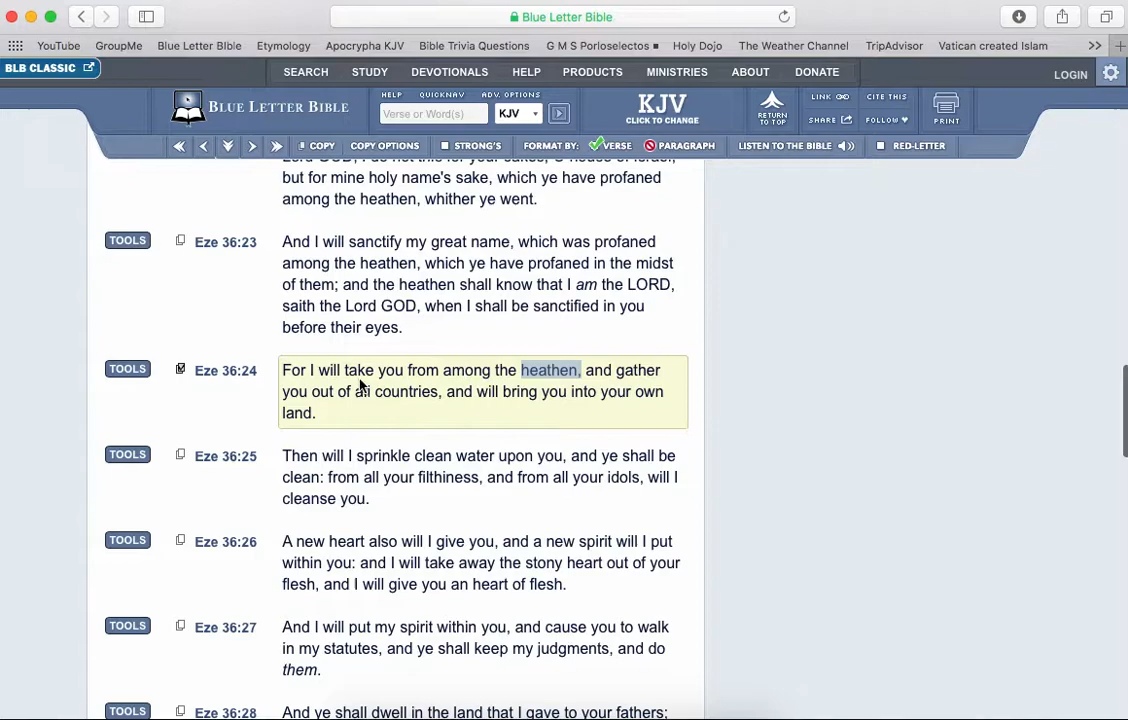 Blue Letter Bible
YouTube GroupMe Blue Letter BIble Etymology Apocrypha KJV Bible Trivia Questions G M S Porloselectos Holy Dojo The Weather Channel TripAdvisor Vatican created Islam >>
BLB CLASSIC
SEARCH STUDY DEVOTIONALS HELP PRODUCTS MINISTRIES ABOUT DONATE LOGIN
HELP QUICKNAV ADV. OPTIONS
BLUE LETTER BIBLE
Verse or Word(s) KJV
KJV
CLICK TO CHANGE
RETURN
TO TOP
LINK CITE THIS
SHARE FOLLOW
PRINT
COPY COPY OPTIONS STRONG'S FORMAT BY: VERSE PARAGRAPH LISTEN TO THE BIBLE RED-LETTER
Lord GOD, I do not this for your sakes, O house of Israel,
but for mine holy name's sake, which ye have profaned
among the heathen, whither ye went.
TOOLS Eze 36:23 And I will sanctify my great name, which was profaned
among the heathen, which ye have profaned in the midst
of them; and the heathen shall know that I am the LORD,
saith the Lord GOD, when I shall be sanctified in you
before their eyes.
TOOLS Eze 36:24 For I will take you from among the heathen, and gather
you out of all countries, and will bring you into your own
land.
TOOLS Eze 36:25 Then will I sprinkle clean water upon you, and ye shall be
clean: from all your filthiness, and from all your idols, will I
cleanse you.
TOOLS Eze 36:26 A new heart also will I give you, and a new spirit will I put
within you: and I will take away the stony heart out of your
flesh, and I will give you an heart of flesh.
TOOLS Eze 36:27 And I will put my spirit within you, and cause you to walk
in my statutes, and ye shall keep my judgments, and do
them.
TOOLS Eze 36:28 And ye shall dwell in the land that I gave to your fathers;